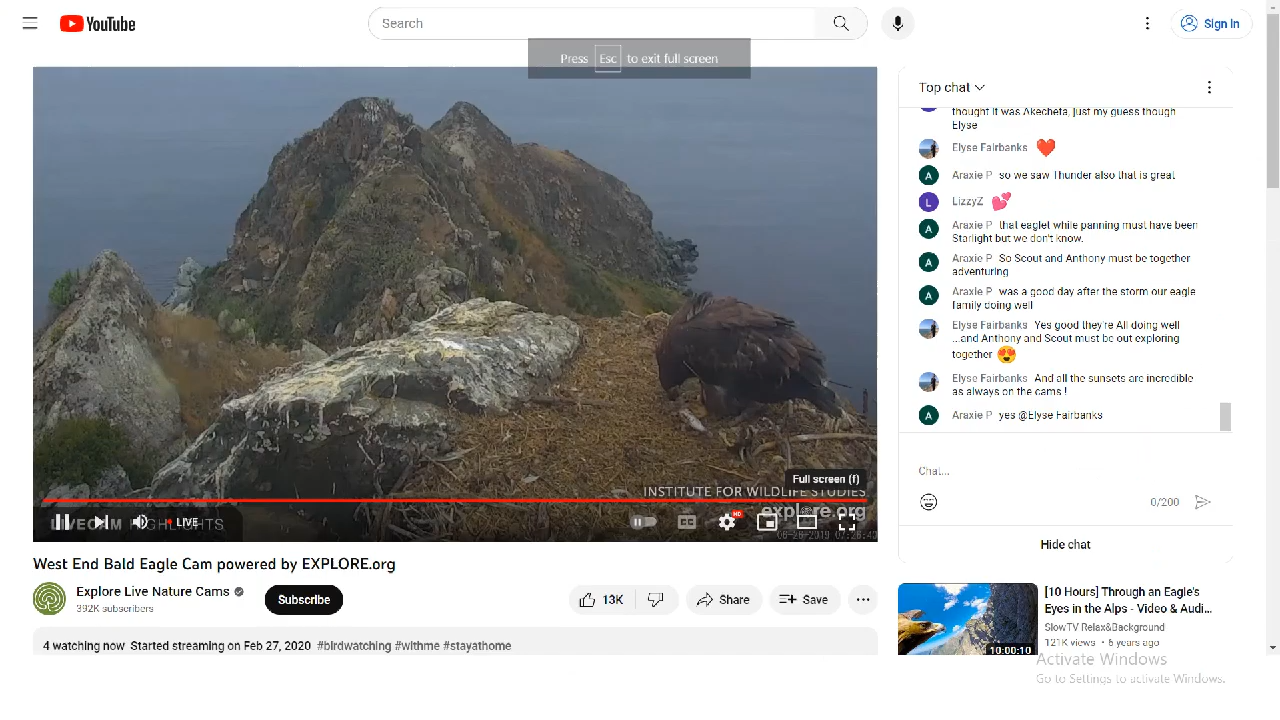 YouTube
Search
Sign in
Press Esc to exit full screen
Top chat
thought it was Akecheta, just my guess though
Elyse
Elyse Fairbanks ❤️
A Araxie P so we saw Thunder also that is great
L LizzyZ 💕
A Araxie P that eaglet while panning must have been
Starlight but we don't know.
A Araxie P So Scout and Anthony must be together
adventuring
A Araxie P was a good day after the storm our eagle
family doing well
Elyse Fairbanks Yes good they're All doing well
...and Anthony and Scout must be out exploring
together 😍
Elyse Fairbanks And all the sunsets are incredible
as always on the cams !
A Araxie P yes @Elyse Fairbanks
Chat...
0/200
Hide chat
Full screen (f)
INSTITUTE FOR WILDLIFE STUDIES
explore.org
LIVECAM HIGHLIGHTS
LIVE
CC
HD
West End Bald Eagle Cam powered by EXPLORE.org
Explore Live Nature Cams
392K subscribers
Subscribe
13K
Share
Save
4 watching now Started streaming on Feb 27, 2020 #birdwatching #withme #stayathome
[10 Hours] Through an Eagle's
Eyes in the Alps - Video & Audi...
SlowTV Relax&Background
121K views • 6 years ago
10:00:10
Activate Windows
Go to Settings to activate Windows.